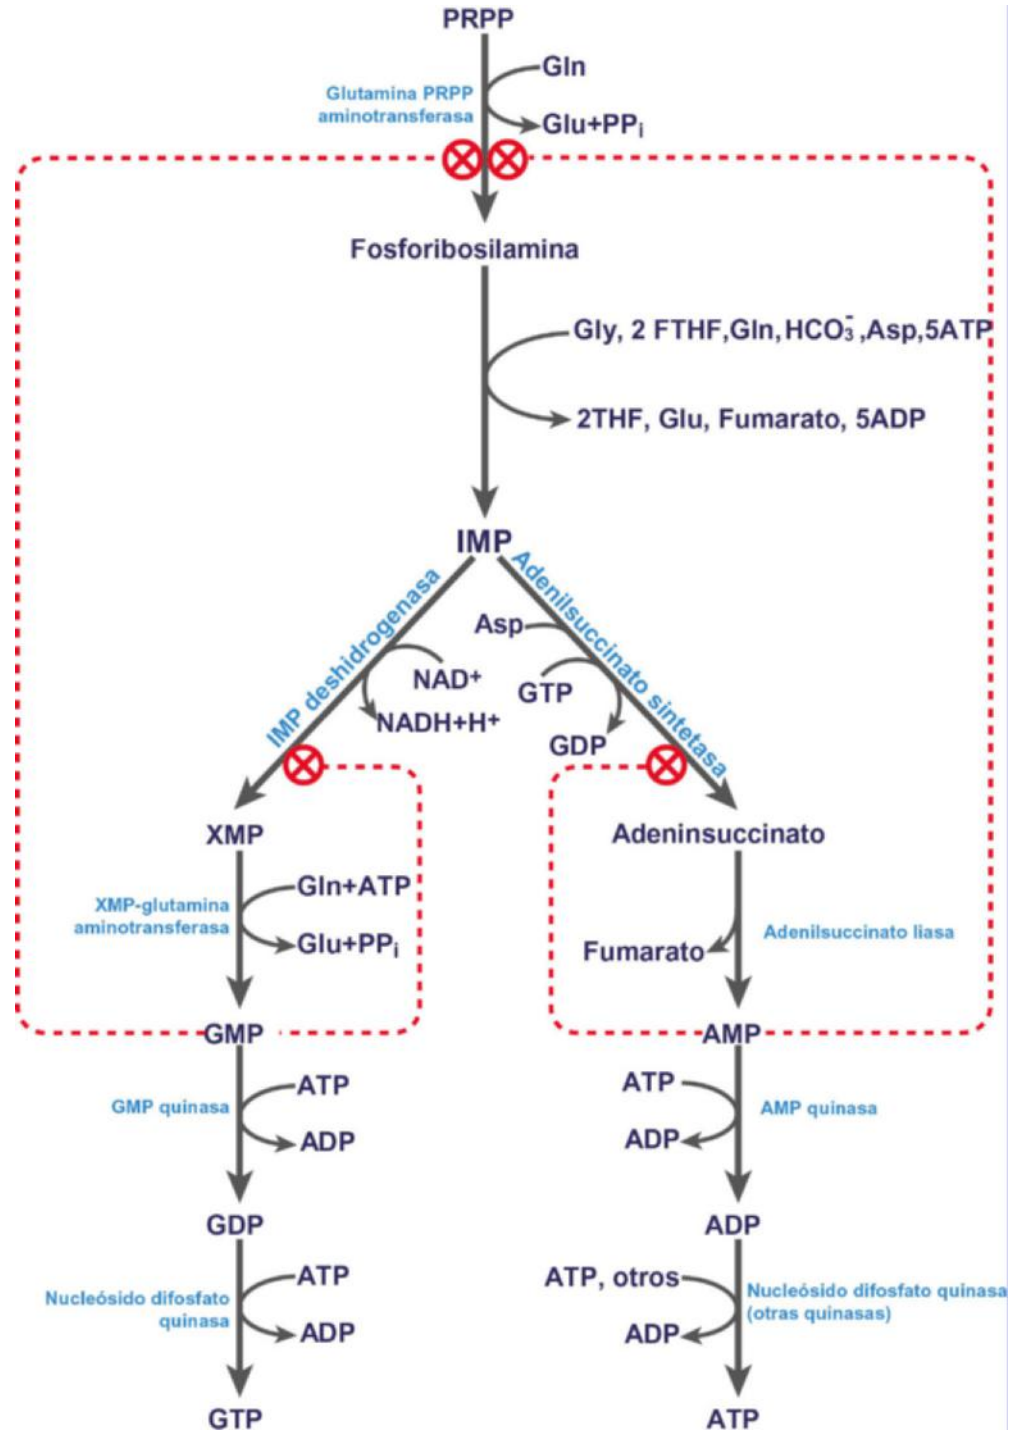 PRPP
Gln
Glutamina PRPP
aminotransferasa
Glu+PPi
Fosforibosilamina
Gly, 2 FTHF,Gln,HCO3-,Asp,5ATP
2THF, Glu, Fumarato, 5ADP
IMP
IMP deshidrogenasa
Adenilsuccinato sintetasa
Asp
NAD+
GTP
NADH+H+
GDP
XMP
Adeninsuccinato
Gln+ATP
XMP-glutamina
aminotransferasa
Glu+PPi
Adenilsuccinato liasa
Fumarato
GMP
AMP
ATP
ATP
GMP quinasa
AMP quinasa
ADP
ADP
GDP
ADP
ATP
ATP, otros
Nucleósido difosfato
quinasa
Nucleósido difosfato quinasa
(otras quinasas)
ADP
ADP
GTP
ATP